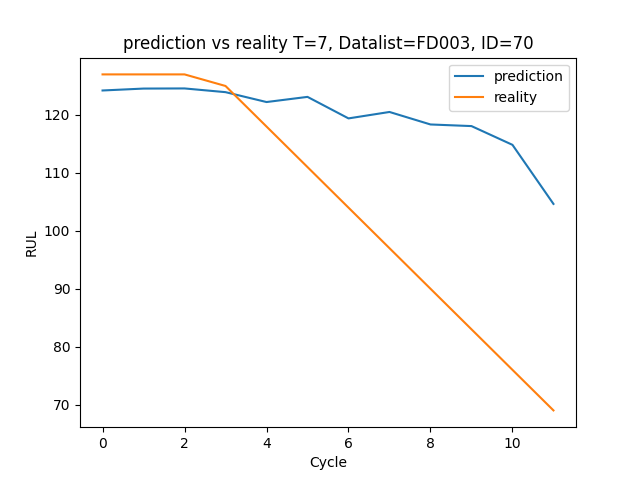 prediction vs reality T=7, Datalist=FD003, ID=70
prediction
reality
120
110
100
90
80
70
RUL
0 2 4 6 8 10
Cycle